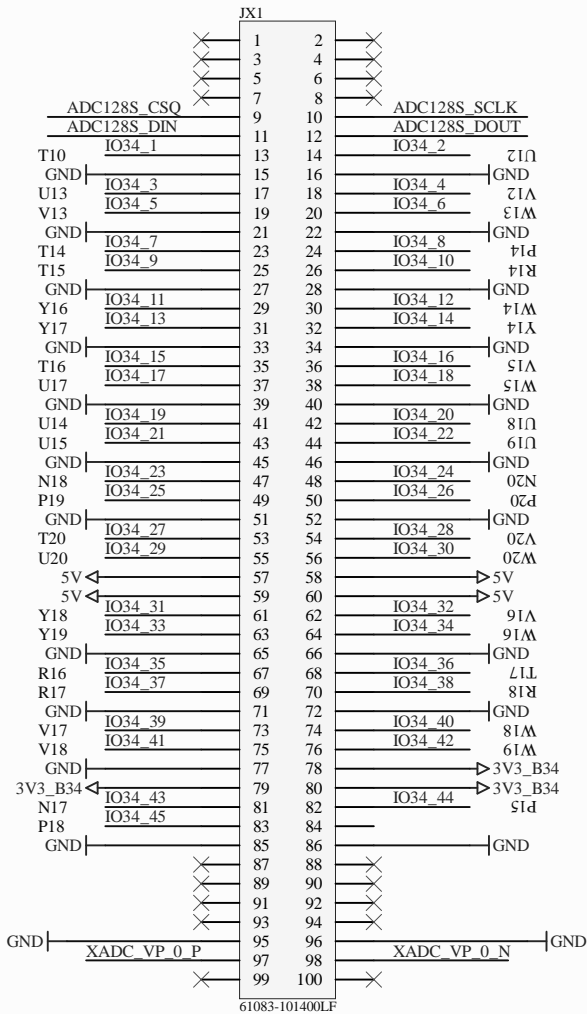 JX1
1 2
3 4
5 6
7 8
ADC128S_CSQ 9 10 ADC128S_SCLK
ADC128S_DIN 11 12 ADC128S_DOUT
T10 IO34_1 13 14 IO34_2 U12
GND 15 16 GND
U13 IO34_3 17 18 IO34_4 V12
V13 IO34_5 19 20 IO34_6 W13
GND 21 22 GND
T14 IO34_7 23 24 IO34_8 P14
T15 IO34_9 25 26 IO34_10 R14
GND 27 28 GND
Y16 IO34_11 29 30 IO34_12 W14
Y17 IO34_13 31 32 IO34_14 Y14
GND 33 34 GND
T16 IO34_15 35 36 IO34_16 V15
U17 IO34_17 37 38 IO34_18 W15
GND 39 40 GND
U14 IO34_19 41 42 IO34_20 U18
U15 IO34_21 43 44 IO34_22 U19
GND 45 46 GND
N18 IO34_23 47 48 IO34_24 N20
P19 IO34_25 49 50 IO34_26 P20
GND 51 52 GND
T20 IO34_27 53 54 IO34_28 V20
U20 IO34_29 55 56 IO34_30 W20
5V 57 58 5V
5V 59 60 5V
Y18 IO34_31 61 62 IO34_32 V16
Y19 IO34_33 63 64 IO34_34 W16
GND 65 66 GND
R16 IO34_35 67 68 IO34_36 T17
R17 IO34_37 69 70 IO34_38 R18
GND 71 72 GND
V17 IO34_39 73 74 IO34_40 W18
V18 IO34_41 75 76 IO34_42 W19
GND 77 78 3V3_B34
3V3_B34 79 80 3V3_B34
N17 IO34_43 81 82 IO34_44 P15
P18 IO34_45 83 84
GND 85 86 GND
87 88
89 90
91 92
93 94
GND 95 96 GND
XADC_VP_0_P 97 98 XADC_VP_0_N
99 100
61083-101400LF